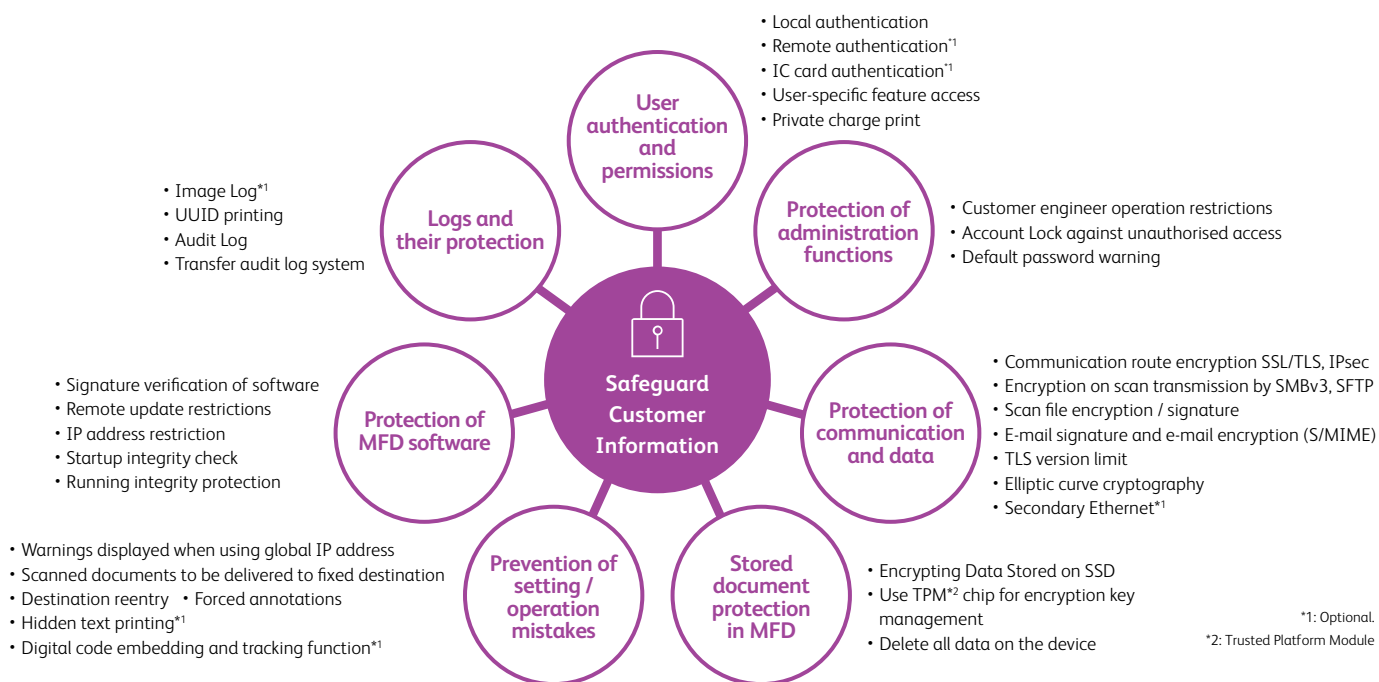 • Local authentication
• Remote authentication*1
• IC card authentication*1
• User-specific feature access
• Private charge print
User
authentication
and
permissions
• Image Log*1
• UUID printing
• Audit Log
• Transfer audit log system
Logs and
their protection
Protection of
administration
functions
• Customer engineer operation restrictions
• Account Lock against unauthorised access
• Default password warning
Safeguard
Customer
Information
• Signature verification of software
• Remote update restrictions
• IP address restriction
• Startup integrity check
• Running integrity protection
Protection of
MFD software
Protection of
communication
and data
• Communication route encryption SSL/TLS, IPsec
• Encryption on scan transmission by SMBv3, SFTP
• Scan file encryption / signature
• E-mail signature and e-mail encryption (S/MIME)
• TLS version limit
• Elliptic curve cryptography
• Secondary Ethernet*1
• Warnings displayed when using global IP address
• Scanned documents to be delivered to fixed destination
• Destination reentry • Forced annotations
• Hidden text printing*1
• Digital code embedding and tracking function*1
Prevention of
setting /
operation
mistakes
Stored
document
protection
in MFD
• Encrypting Data Stored on SSD
• Use TPM*2 chip for encryption key
management
• Delete all data on the device
*1: Optional.
*2: Trusted Platform Module